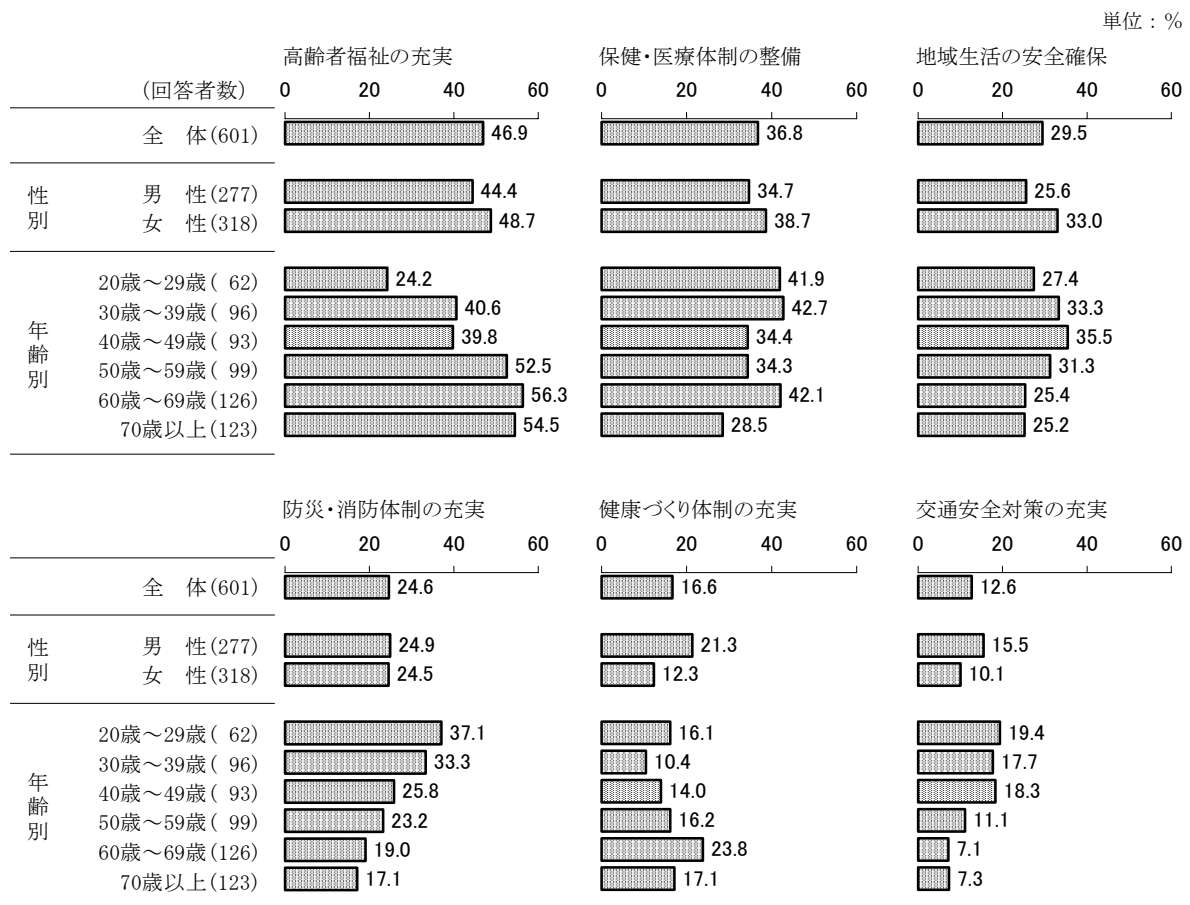 単位：％
高齢者福祉の充実 保健・医療体制の整備 地域生活の安全確保
（回答者数） 0 20 40 60 0 20 40 60 0 20 40 60
全 体(601) 46.9 36.8 29.5
性別
男 性(277) 44.4 34.7 25.6
女 性(318) 48.7 38.7 33.0
年齢別
20歳～29歳( 62) 24.2 41.9 27.4
30歳～39歳( 96) 40.6 42.7 33.3
40歳～49歳( 93) 39.8 34.4 35.5
50歳～59歳( 99) 52.5 34.3 31.3
60歳～69歳(126) 56.3 42.1 25.4
70歳以上(123) 54.5 28.5 25.2
防災・消防体制の充実 健康づくり体制の充実 交通安全対策の充実
0 20 40 60 0 20 40 60 0 20 40 60
全 体(601) 24.6 16.6 12.6
性別
男 性(277) 24.9 21.3 15.5
女 性(318) 24.5 12.3 10.1
年齢別
20歳～29歳( 62) 37.1 16.1 19.4
30歳～39歳( 96) 33.3 10.4 17.7
40歳～49歳( 93) 25.8 14.0 18.3
50歳～59歳( 99) 23.2 16.2 11.1
60歳～69歳(126) 19.0 23.8 7.1
70歳以上(123) 17.1 17.1 7.3